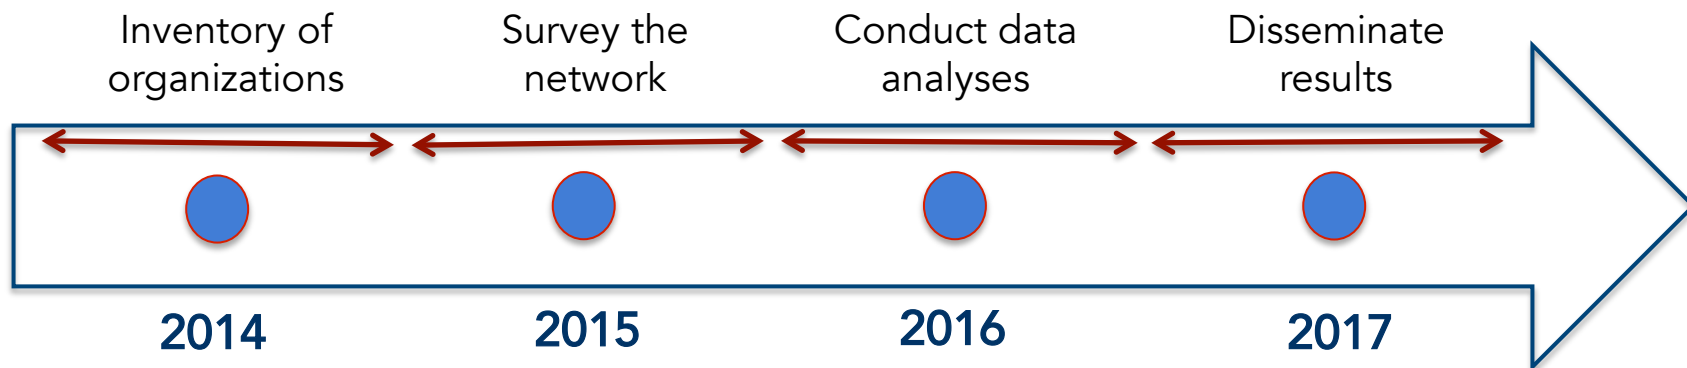 Inventory of
organizations
Survey the
network
Conduct data
analyses
Disseminate
results
2014
2015
2016
2017